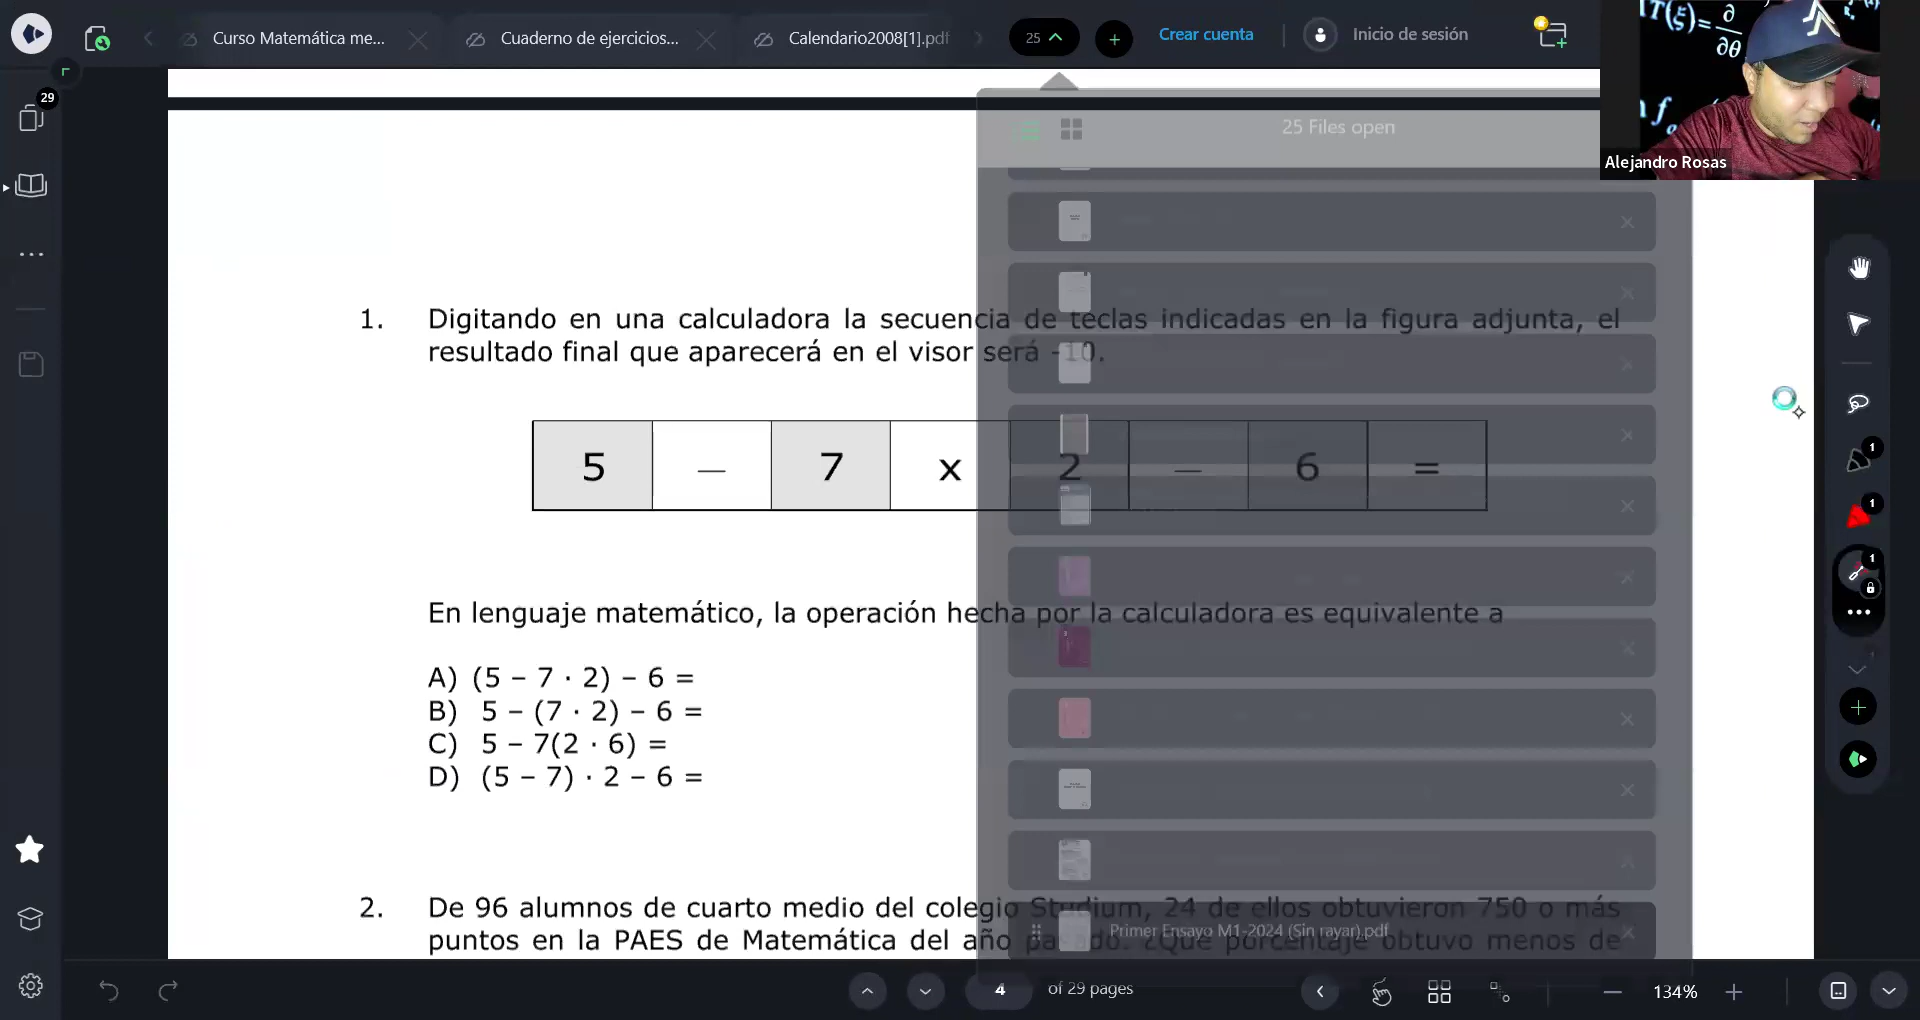 Curso Matemática me...
Cuaderno de ejercicios...
Calendario2008[1].pdf
25
Crear cuenta
Inicio de sesión
T(ξ)= ∂
∂θ
Alejandro Rosas
29
25 Files open
1. Digitando en una calculadora la secuencia de teclas indicadas en la figura adjunta, el
resultado final que aparecerá en el visor será -10.
5 — 7 x 2 — 6 =
En lenguaje matemático, la operación hecha por la calculadora es equivalente a
A) (5 – 7 · 2) – 6 =
B) 5 – (7 · 2) – 6 =
C) 5 – 7(2 · 6) =
D) (5 – 7) · 2 – 6 =
2. De 96 alumnos de cuarto medio del colegio Studium, 24 de ellos obtuvieron 750 o más
puntos en la PAES de Matemática del año pasado. ¿Qué porcentaje obtuvo menos de
Primer Ensayo M1-2024 (Sin rayar).pdf
1
1
1
4 of 29 pages
134%